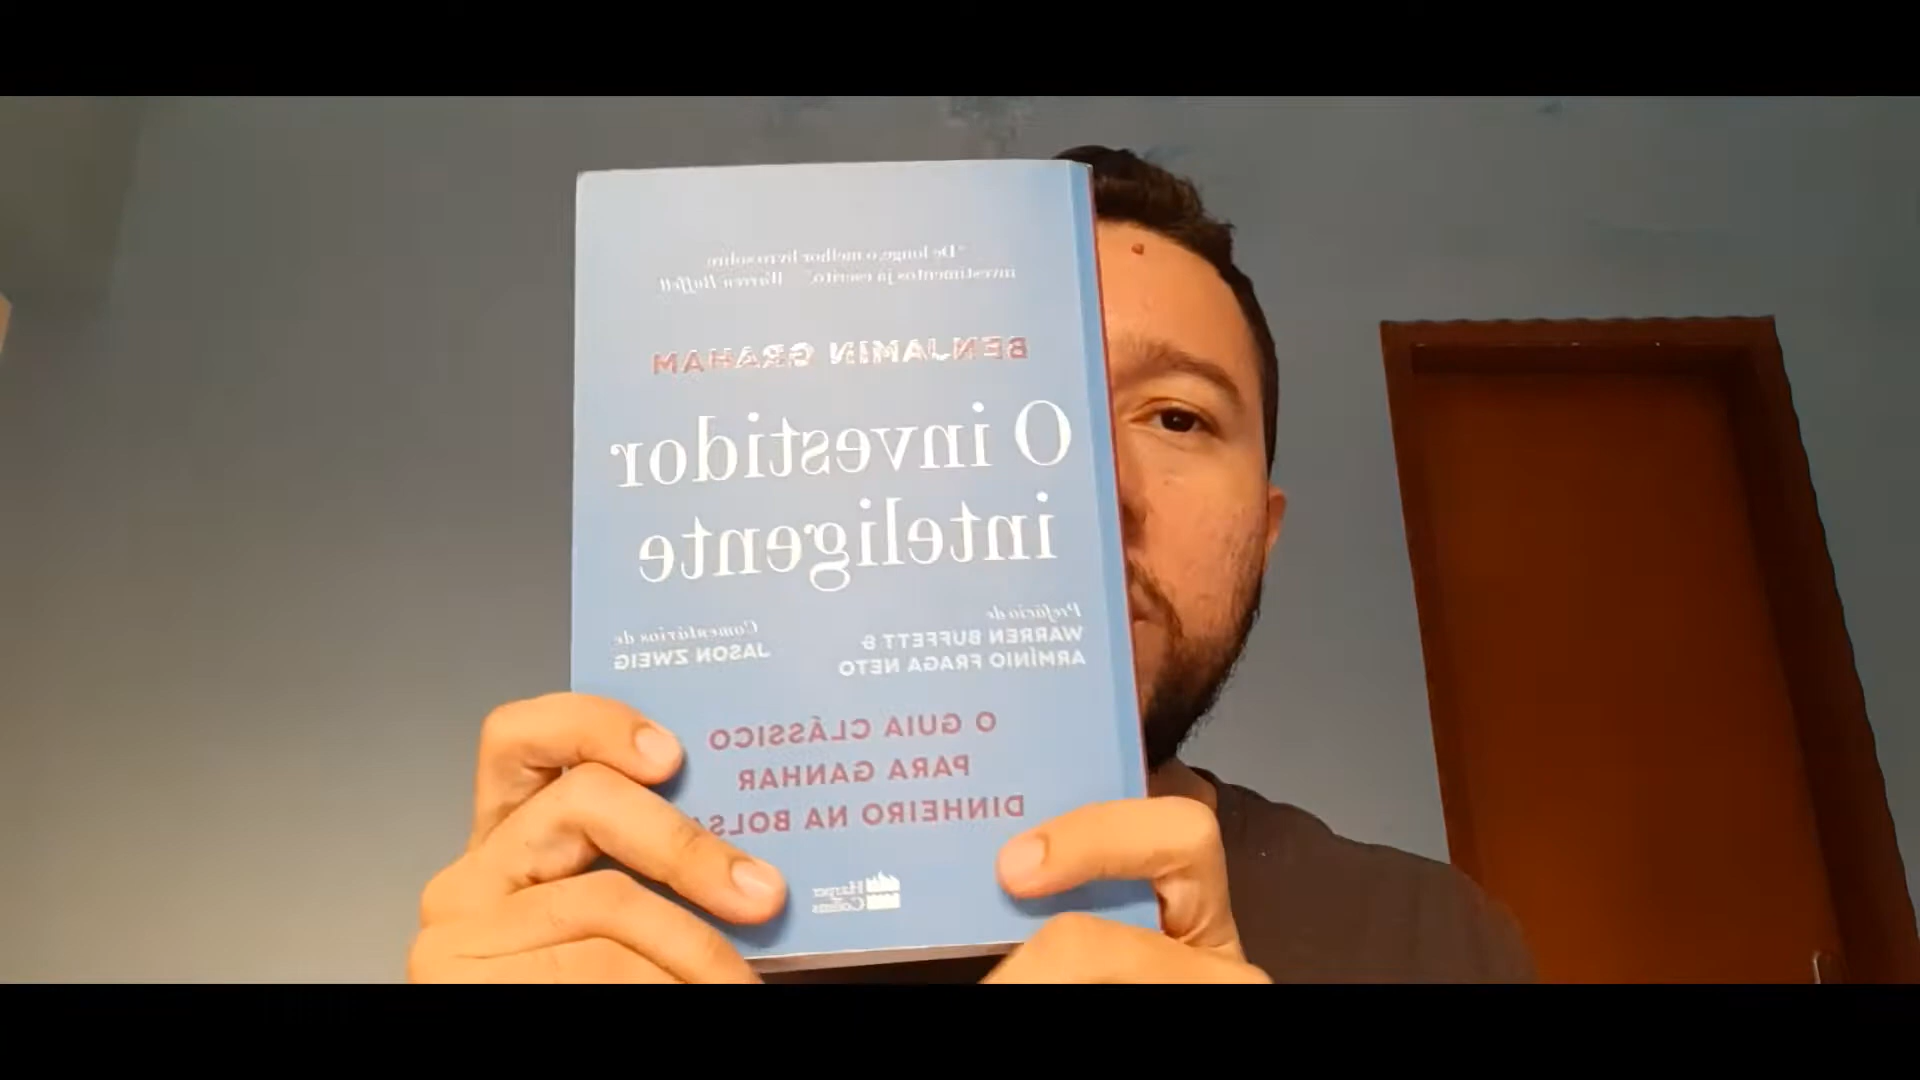 "De longe, o melhor livro sobre
investimentos já escrito." Warren Buffett
BENJAMIN GRAHAM
O investidor
inteligente
Prefácio de
WARREN BUFFETT &
ARMÍNIO FRAGA NETO
Comentários de
JASON ZWEIG
O GUIA CLÁSSICO
PARA GANHAR
DINHEIRO NA BOLSA
Harper
Collins